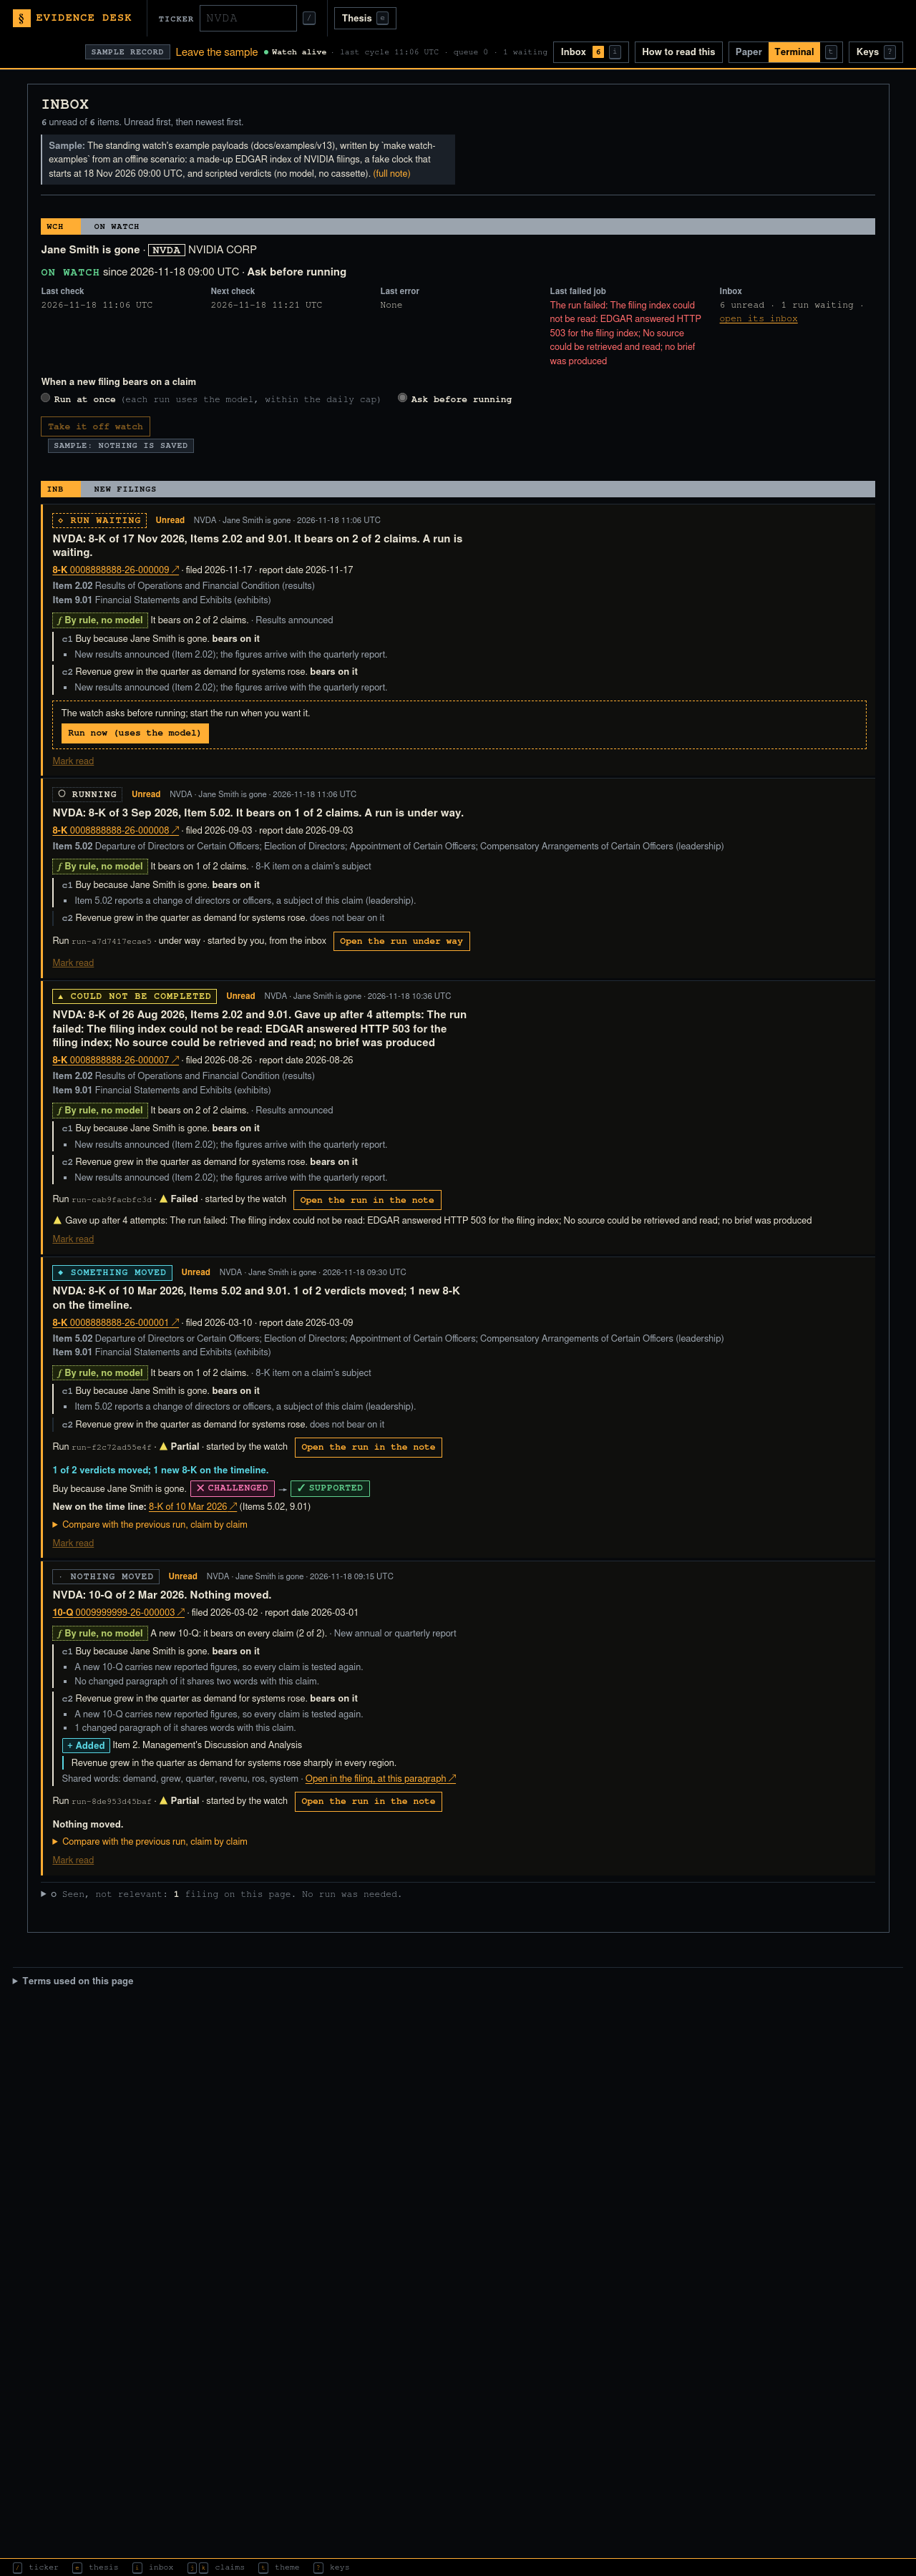 § EVIDENCE DESK TICKER NVDA / Thesis e
SAMPLE RECORD Leave the sample Watch alive · last cycle 11:06 UTC · queue 0 · 1 waiting Inbox 6 i How to read this Paper Terminal t Keys ?
INBOX
6 unread of 6 items. Unread first, then newest first.
Sample: The standing watch's example payloads (docs/examples/v13), written by `make watch-
examples` from an offline scenario: a made-up EDGAR index of NVIDIA filings, a fake clock that
starts at 18 Nov 2026 09:00 UTC, and scripted verdicts (no model, no cassette). (full note)
WCH ON WATCH
Jane Smith is gone · NVDA NVIDIA CORP
ON WATCH since 2026-11-18 09:00 UTC · Ask before running
Last check Next check Last error Last failed job Inbox
2026-11-18 11:06 UTC 2026-11-18 11:21 UTC None The run failed: The filing index could 6 unread · 1 run waiting ·
not be read: EDGAR answered HTTP open its inbox
503 for the filing index; No source
could be retrieved and read; no brief
was produced
When a new filing bears on a claim
Run at once (each run uses the model, within the daily cap) Ask before running
Take it off watch
SAMPLE: NOTHING IS SAVED
INB NEW FILINGS
◇ RUN WAITING Unread NVDA · Jane Smith is gone · 2026-11-18 11:06 UTC
NVDA: 8-K of 17 Nov 2026, Items 2.02 and 9.01. It bears on 2 of 2 claims. A run is
waiting.
8-K 0008888888-26-000009 ↗ · filed 2026-11-17 · report date 2026-11-17
Item 2.02 Results of Operations and Financial Condition (results)
Item 9.01 Financial Statements and Exhibits (exhibits)
ƒ By rule, no model It bears on 2 of 2 claims. · Results announced
c1 Buy because Jane Smith is gone. bears on it
▪ New results announced (Item 2.02); the figures arrive with the quarterly report.
c2 Revenue grew in the quarter as demand for systems rose. bears on it
▪ New results announced (Item 2.02); the figures arrive with the quarterly report.
The watch asks before running; start the run when you want it.
Run now (uses the model)
Mark read
○ RUNNING Unread NVDA · Jane Smith is gone · 2026-11-18 11:06 UTC
NVDA: 8-K of 3 Sep 2026, Item 5.02. It bears on 1 of 2 claims. A run is under way.
8-K 0008888888-26-000008 ↗ · filed 2026-09-03 · report date 2026-09-03
Item 5.02 Departure of Directors or Certain Officers; Election of Directors; Appointment of Certain Officers; Compensatory Arrangements of Certain Officers (leadership)
ƒ By rule, no model It bears on 1 of 2 claims. · 8-K item on a claim's subject
c1 Buy because Jane Smith is gone. bears on it
▪ Item 5.02 reports a change of directors or officers, a subject of this claim (leadership).
c2 Revenue grew in the quarter as demand for systems rose. does not bear on it
Run run-a7d7417ecae5 · under way · started by you, from the inbox Open the run under way
Mark read
▲ COULD NOT BE COMPLETED Unread NVDA · Jane Smith is gone · 2026-11-18 10:36 UTC
NVDA: 8-K of 26 Aug 2026, Items 2.02 and 9.01. Gave up after 4 attempts: The run
failed: The filing index could not be read: EDGAR answered HTTP 503 for the
filing index; No source could be retrieved and read; no brief was produced
8-K 0008888888-26-000007 ↗ · filed 2026-08-26 · report date 2026-08-26
Item 2.02 Results of Operations and Financial Condition (results)
Item 9.01 Financial Statements and Exhibits (exhibits)
ƒ By rule, no model It bears on 2 of 2 claims. · Results announced
c1 Buy because Jane Smith is gone. bears on it
▪ New results announced (Item 2.02); the figures arrive with the quarterly report.
c2 Revenue grew in the quarter as demand for systems rose. bears on it
▪ New results announced (Item 2.02); the figures arrive with the quarterly report.
Run run-cab9facbfc3d · ▲ Failed · started by the watch Open the run in the note
▲ Gave up after 4 attempts: The run failed: The filing index could not be read: EDGAR answered HTTP 503 for the filing index; No source could be retrieved and read; no brief was produced
Mark read
◆ SOMETHING MOVED Unread NVDA · Jane Smith is gone · 2026-11-18 09:30 UTC
NVDA: 8-K of 10 Mar 2026, Items 5.02 and 9.01. 1 of 2 verdicts moved; 1 new 8-K
on the timeline.
8-K 0008888888-26-000001 ↗ · filed 2026-03-10 · report date 2026-03-09
Item 5.02 Departure of Directors or Certain Officers; Election of Directors; Appointment of Certain Officers; Compensatory Arrangements of Certain Officers (leadership)
Item 9.01 Financial Statements and Exhibits (exhibits)
ƒ By rule, no model It bears on 1 of 2 claims. · 8-K item on a claim's subject
c1 Buy because Jane Smith is gone. bears on it
▪ Item 5.02 reports a change of directors or officers, a subject of this claim (leadership).
c2 Revenue grew in the quarter as demand for systems rose. does not bear on it
Run run-f2c72ad55e4f · ▲ Partial · started by the watch Open the run in the note
1 of 2 verdicts moved; 1 new 8-K on the timeline.
Buy because Jane Smith is gone. ✕ CHALLENGED → ✓ SUPPORTED
New on the time line: 8-K of 10 Mar 2026 ↗ (Items 5.02, 9.01)
▶ Compare with the previous run, claim by claim
Mark read
· NOTHING MOVED Unread NVDA · Jane Smith is gone · 2026-11-18 09:15 UTC
NVDA: 10-Q of 2 Mar 2026. Nothing moved.
10-Q 0009999999-26-000003 ↗ · filed 2026-03-02 · report date 2026-03-01
ƒ By rule, no model A new 10-Q: it bears on every claim (2 of 2). · New annual or quarterly report
c1 Buy because Jane Smith is gone. bears on it
▪ A new 10-Q carries new reported figures, so every claim is tested again.
▪ No changed paragraph of it shares two words with this claim.
c2 Revenue grew in the quarter as demand for systems rose. bears on it
▪ A new 10-Q carries new reported figures, so every claim is tested again.
▪ 1 changed paragraph of it shares words with this claim.
+ Added Item 2. Management's Discussion and Analysis
Revenue grew in the quarter as demand for systems rose sharply in every region.
Shared words: demand, grew, quarter, revenu, ros, system · Open in the filing, at this paragraph ↗
Run run-8de953d45baf · ▲ Partial · started by the watch Open the run in the note
Nothing moved.
▶ Compare with the previous run, claim by claim
Mark read
▶ ○ Seen, not relevant: 1 filing on this page. No run was needed.
▶ Terms used on this page
/ ticker e thesis i inbox j k claims t theme ? keys